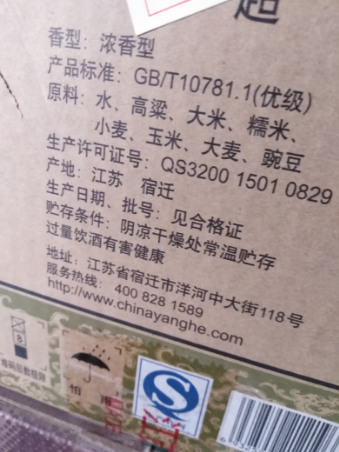 超
香型：浓香型
产品标准：GB/T10781.1(优级)
原料：水、高粱、大米、糯米、
小麦、玉米、大麦、豌豆
生产许可证号：QS3200 1501 0829
产地：江苏 宿迁
生产日期、批号：见合格证
贮存条件：阴凉干燥处常温贮存
过量饮酒有害健康
地址：江苏省宿迁市洋河中大街118号
服务热线：400 828 1589
http://www.chinayanghe.com
8
怕 雨
S